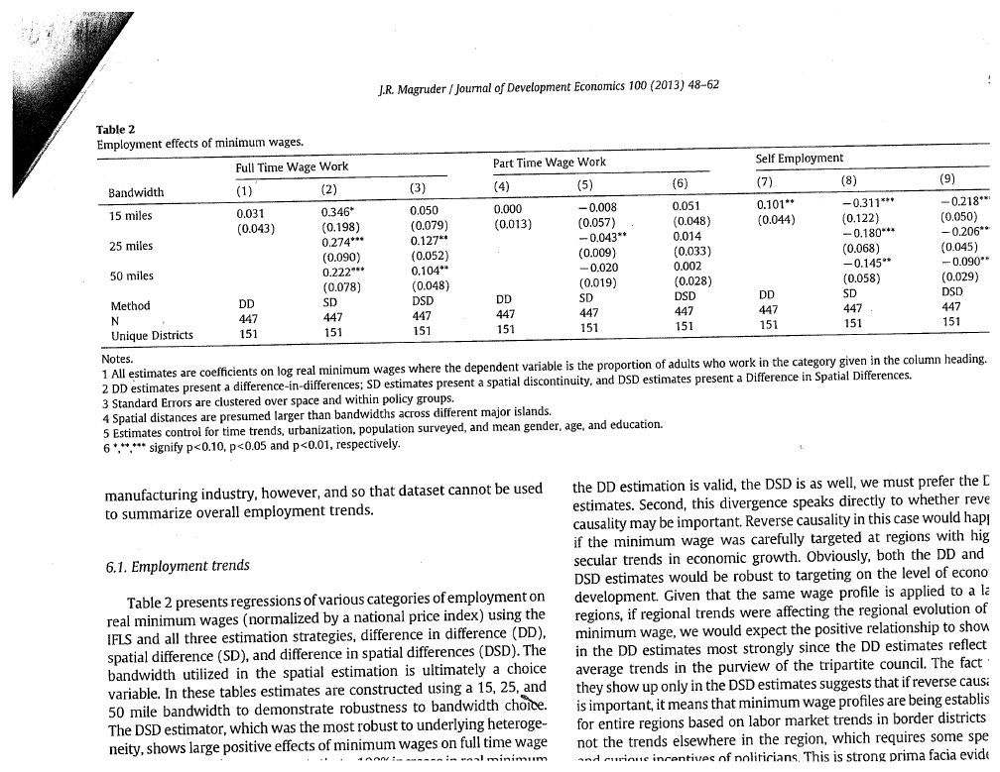 J.R. Magruder / Journal of Development Economics 100 (2013) 48–62
Table 2
Employment effects of minimum wages.
Full Time Wage Work Part Time Wage Work Self Employment
Bandwidth (1) (2) (3) (4) (5) (6) (7) (8) (9)
15 miles 0.031 0.346* 0.050 0.000 −0.008 0.051 0.101** −0.311*** −0.218**
(0.043) (0.198) (0.079) (0.013) (0.057) (0.048) (0.044) (0.122) (0.050)
25 miles 0.274*** 0.127** −0.043** 0.014 −0.180*** −0.206**
(0.090) (0.052) (0.009) (0.033) (0.068) (0.045)
50 miles 0.222*** 0.104** −0.020 0.002 −0.145** −0.090**
(0.078) (0.048) (0.019) (0.028) (0.058) (0.029)
Method DD SD DSD DD SD DSD DD SD DSD
N 447 447 447 447 447 447 447 447 447
Unique Districts 151 151 151 151 151 151 151 151 151
Notes.
1 All estimates are coefficients on log real minimum wages where the dependent variable is the proportion of adults who work in the category given in the column heading.
2 DD estimates present a difference-in-differences; SD estimates present a spatial discontinuity, and DSD estimates present a Difference in Spatial Differences.
3 Standard Errors are clustered over space and within policy groups.
4 Spatial distances are presumed larger than bandwidths across different major islands.
5 Estimates control for time trends, urbanization, population surveyed, and mean gender, age, and education.
6 *,**,*** signify p<0.10, p<0.05 and p<0.01, respectively.
manufacturing industry, however, and so that dataset cannot be used
to summarize overall employment trends.
6.1. Employment trends
Table 2 presents regressions of various categories of employment on
real minimum wages (normalized by a national price index) using the
IFLS and all three estimation strategies, difference in difference (DD),
spatial difference (SD), and difference in spatial differences (DSD). The
bandwidth utilized in the spatial estimation is ultimately a choice
variable. In these tables estimates are constructed using a 15, 25, and
50 mile bandwidth to demonstrate robustness to bandwidth choice.
The DSD estimator, which was the most robust to underlying heteroge-
neity, shows large positive effects of minimum wages on full time wage
the DD estimation is valid, the DSD is as well, we must prefer the
estimates. Second, this divergence speaks directly to whether reve
causality may be important. Reverse causality in this case would hap
if the minimum wage was carefully targeted at regions with hig
secular trends in economic growth. Obviously, both the DD and
DSD estimates would be robust to targeting on the level of econo
development. Given that the same wage profile is applied to a la
regions, if regional trends were affecting the regional evolution of
minimum wage, we would expect the positive relationship to show
in the DD estimates most strongly since the DD estimates reflect
average trends in the purview of the tripartite council. The fact
they show up only in the DSD estimates suggests that if reverse causa
is important, it means that minimum wage profiles are being establis
for entire regions based on labor market trends in border districts
not the trends elsewhere in the region, which requires some spe
and curious incentives of politicians. This is strong prima facia evide